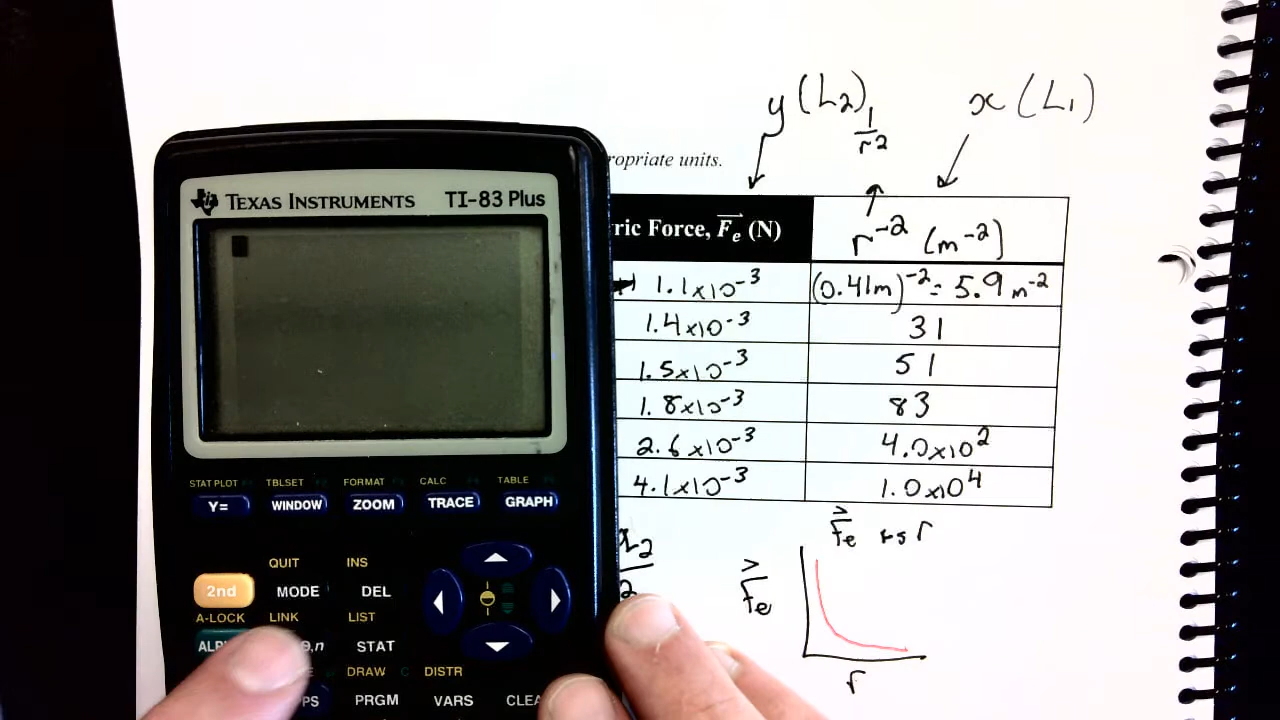 y (L2)
x (L1)
1/r2
ropriate units.
TEXAS INSTRUMENTS TI-83 Plus
ric Force, Fe (N)
r-2 (m-2)
1.1x10-3
(0.41m)-2 = 5.9 m-2
1.4x10-3
31
1.5x10-3
51
1.8x10-3
83
2.6x10-3
4.0x102
4.1x10-3
1.0x104
STAT PLOT TBLSET FORMAT CALC TABLE
Y= WINDOW ZOOM TRACE GRAPH
Fe vs r
QUIT INS
2nd MODE DEL
Fe
A-LOCK LINK LIST
ALP θ,n STAT
DRAW C DISTR
PS PRGM VARS CLEA
r